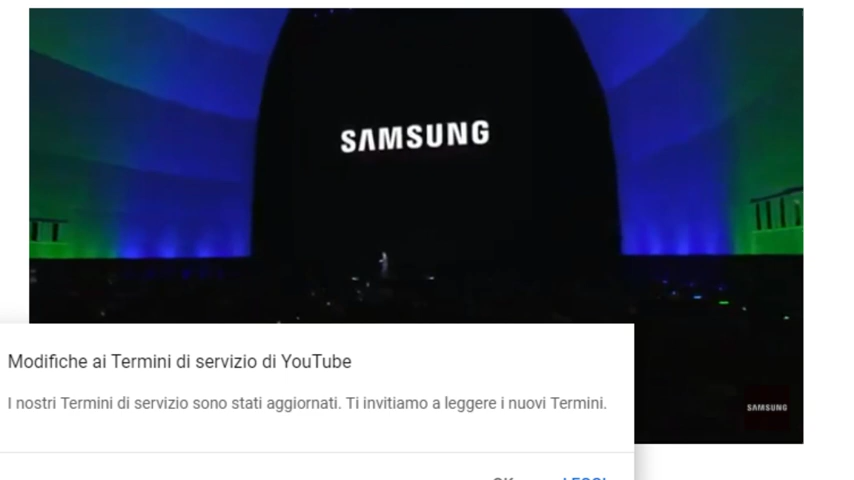 SAMSUNG
Modifiche ai Termini di servizio di YouTube
I nostri Termini di servizio sono stati aggiornati. Ti invitiamo a leggere i nuovi Termini.
SAMSUNG